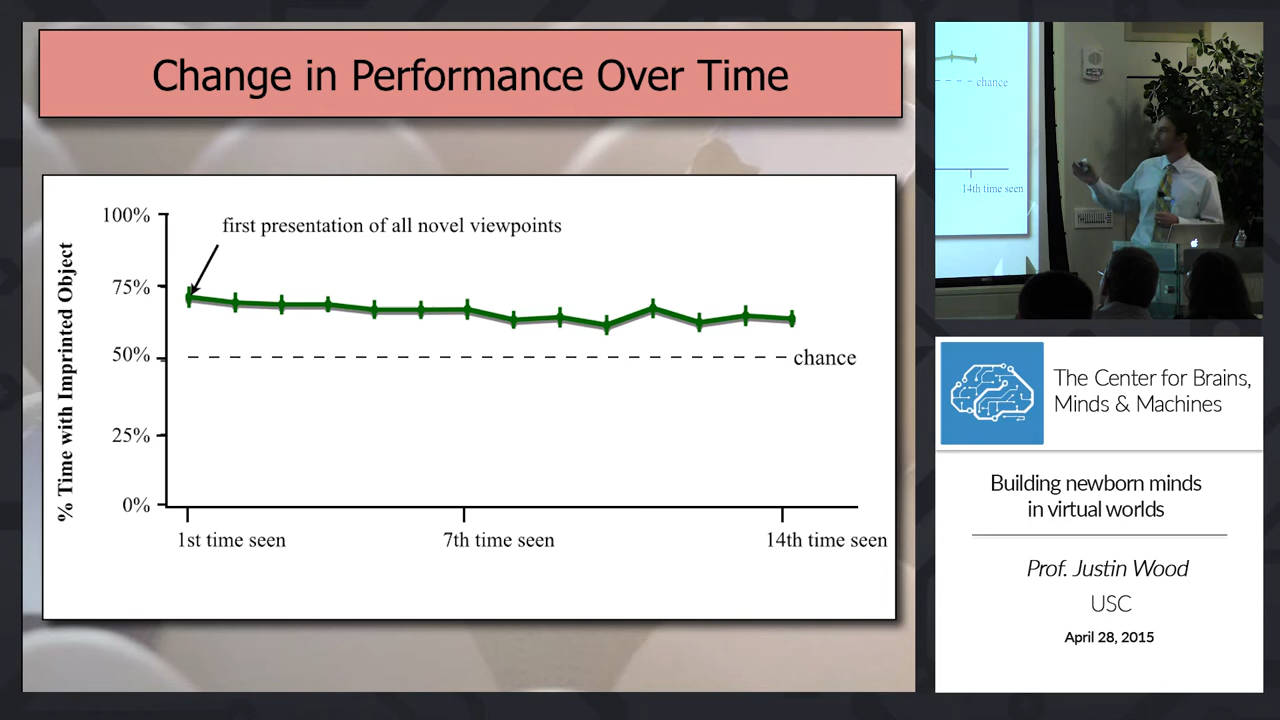 Change in Performance Over Time
% Time with Imprinted Object
100%
75%
50%
25%
0%
first presentation of all novel viewpoints
chance
1st time seen
7th time seen
14th time seen
chance
14th time seen
The Center for Brains,
Minds & Machines
Building newborn minds
in virtual worlds
Prof. Justin Wood
USC
April 28, 2015